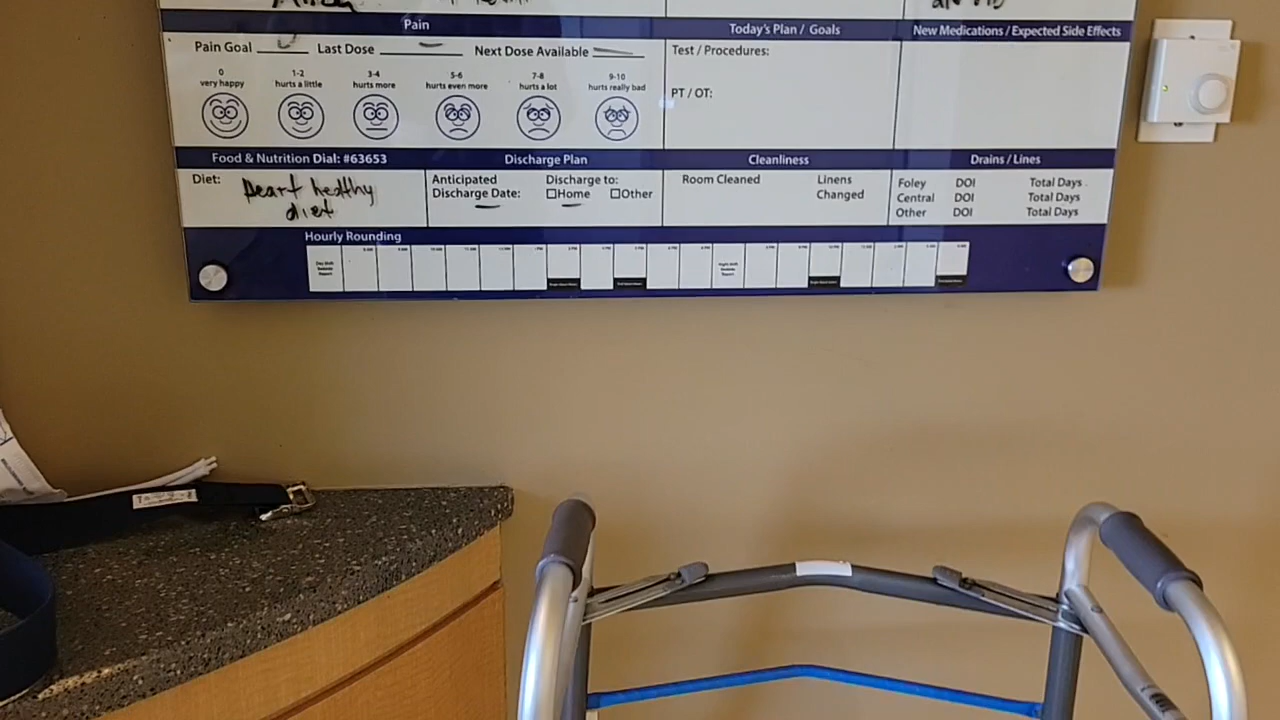 Pain
Today's Plan / Goals
New Medications / Expected Side Effects
Pain Goal Last Dose Next Dose Available
Test / Procedures:
0 1-2 3-4 5-6 7-8 9-10
very happy hurts a little hurts more hurts even more hurts a lot hurts really bad
PT / OT:
Food & Nutrition Dial: #63653
Discharge Plan
Cleanliness
Drains / Lines
Diet: Heart healthy
diet
Anticipated
Discharge Date:
Discharge to:
Home Other
Room Cleaned
Linens
Changed
Foley DOI Total Days
Central DOI Total Days
Other DOI Total Days
Hourly Rounding